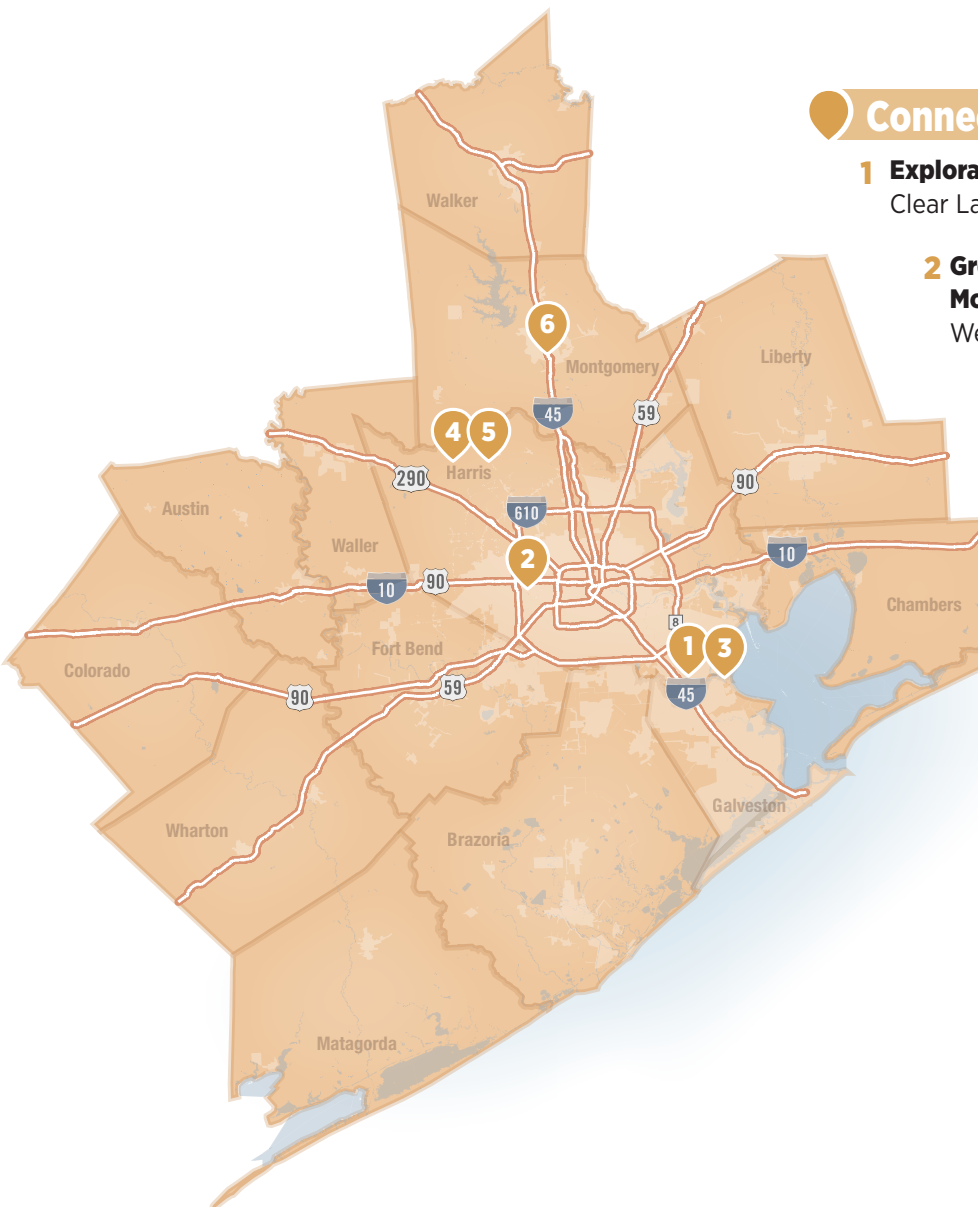 Connec
1 Explora
Clear La
2 Gr
Mo
We
Walker
6
Montgomery
Liberty
45
59
4 5
Harris
290
90
Austin
610
Waller
2
10
10 90
Chambers
8
Fort Bend
1 3
Colorado
59
45
90
Galveston
Wharton
Brazoria
Matagorda